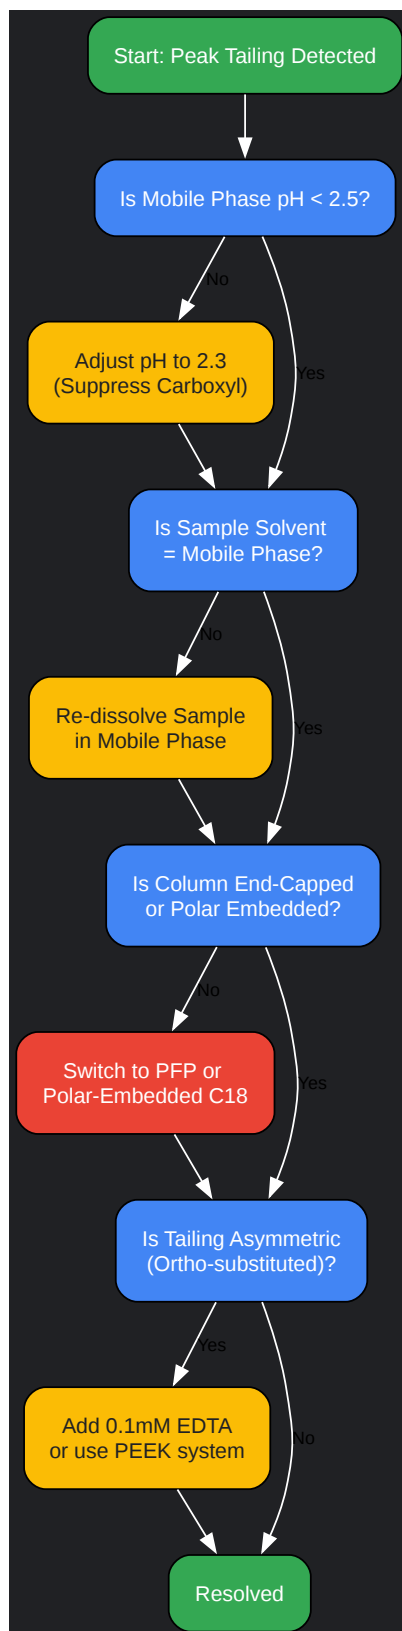 Start: Peak Tailing Detected
Is Mobile Phase pH < 2.5?
No
Adjust pH to 2.3
(Suppress Carboxyl)
Yes
Is Sample Solvent
= Mobile Phase?
No
Re-dissolve Sample
in Mobile Phase
Yes
Is Column End-Capped
or Polar Embedded?
No
Switch to PFP or
Polar-Embedded C18
Yes
Is Tailing Asymmetric
(Ortho-substituted)?
Yes
Add 0.1mM EDTA
or use PEEK system
No
Resolved